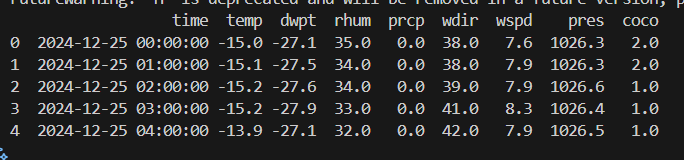 FutureWarning: 'H' is deprecated and will be removed in a future version, p
time temp dwpt rhum prcp wdir wspd pres coco
0 2024-12-25 00:00:00 -15.0 -27.1 35.0 0.0 38.0 7.6 1026.3 2.0
1 2024-12-25 01:00:00 -15.1 -27.5 34.0 0.0 38.0 7.9 1026.3 2.0
2 2024-12-25 02:00:00 -15.2 -27.6 34.0 0.0 39.0 7.9 1026.6 1.0
3 2024-12-25 03:00:00 -15.2 -27.9 33.0 0.0 41.0 8.3 1026.4 1.0
4 2024-12-25 04:00:00 -13.9 -27.1 32.0 0.0 42.0 7.9 1026.5 1.0